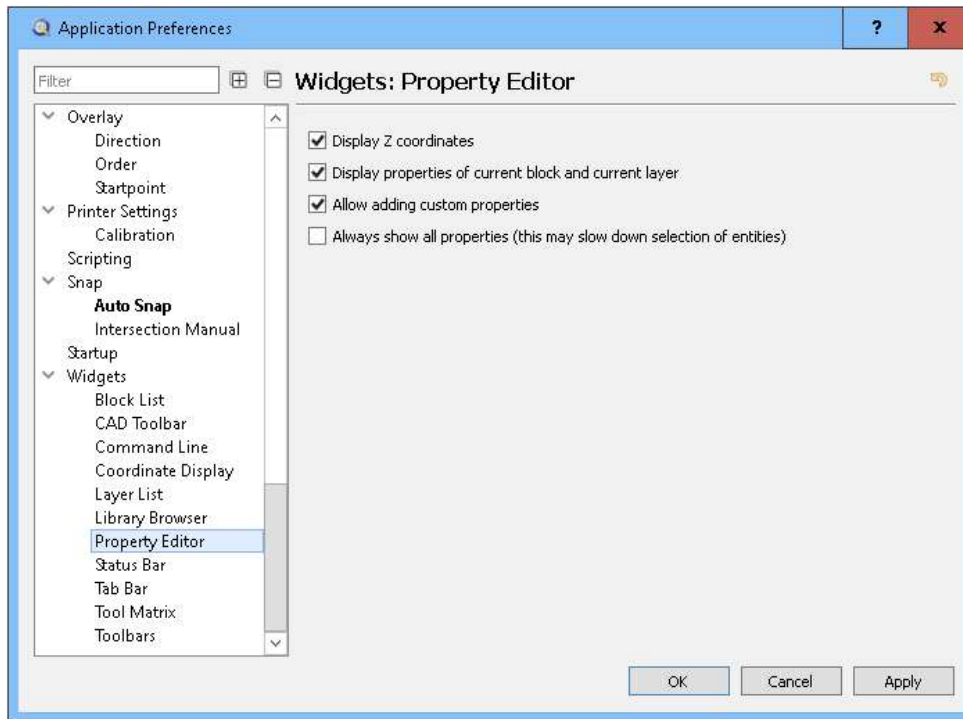 Application Preferences
?
x
Filter
Widgets: Property Editor
Overlay
Direction
Order
Startpoint
Printer Settings
Calibration
Scripting
Snap
Auto Snap
Intersection Manual
Startup
Widgets
Block List
CAD Toolbar
Command Line
Coordinate Display
Layer List
Library Browser
Property Editor
Status Bar
Tab Bar
Tool Matrix
Toolbars
Display Z coordinates
Display properties of current block and current layer
Allow adding custom properties
Always show all properties (this may slow down selection of entities)
OK
Cancel
Apply